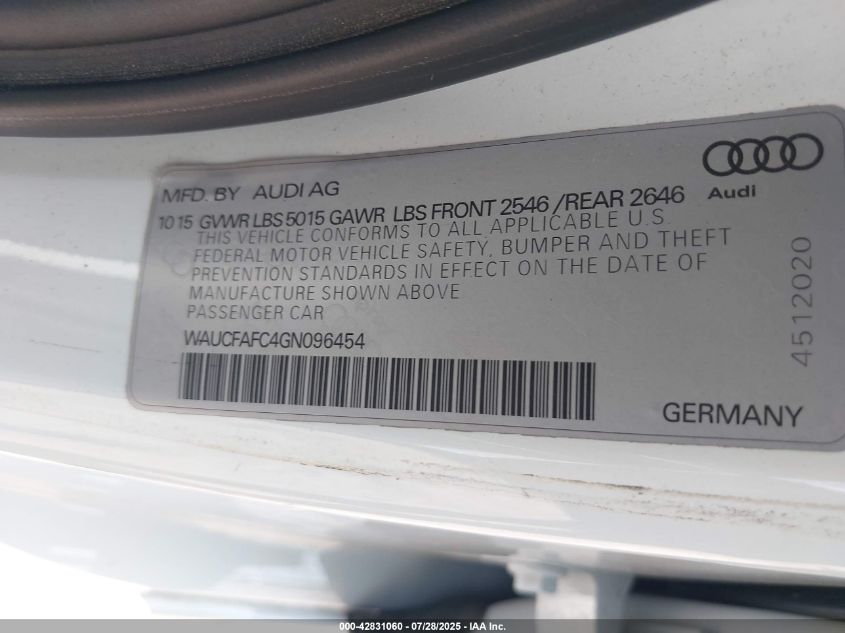 MFD. BY AUDI AG
Audi
10 15 GVWR LBS 5015 GAWR LBS FRONT 2546 /REAR 2646
THIS VEHICLE CONFORMS TO ALL APPLICABLE U.S.
FEDERAL MOTOR VEHICLE SAFETY, BUMPER AND THEFT
PREVENTION STANDARDS IN EFFECT ON THE DATE OF
MANUFACTURE SHOWN ABOVE
PASSENGER CAR
WAUCFAFC4GN096454
GERMANY
4512020
000-42831060 - 07/28/2025 - IAA Inc.